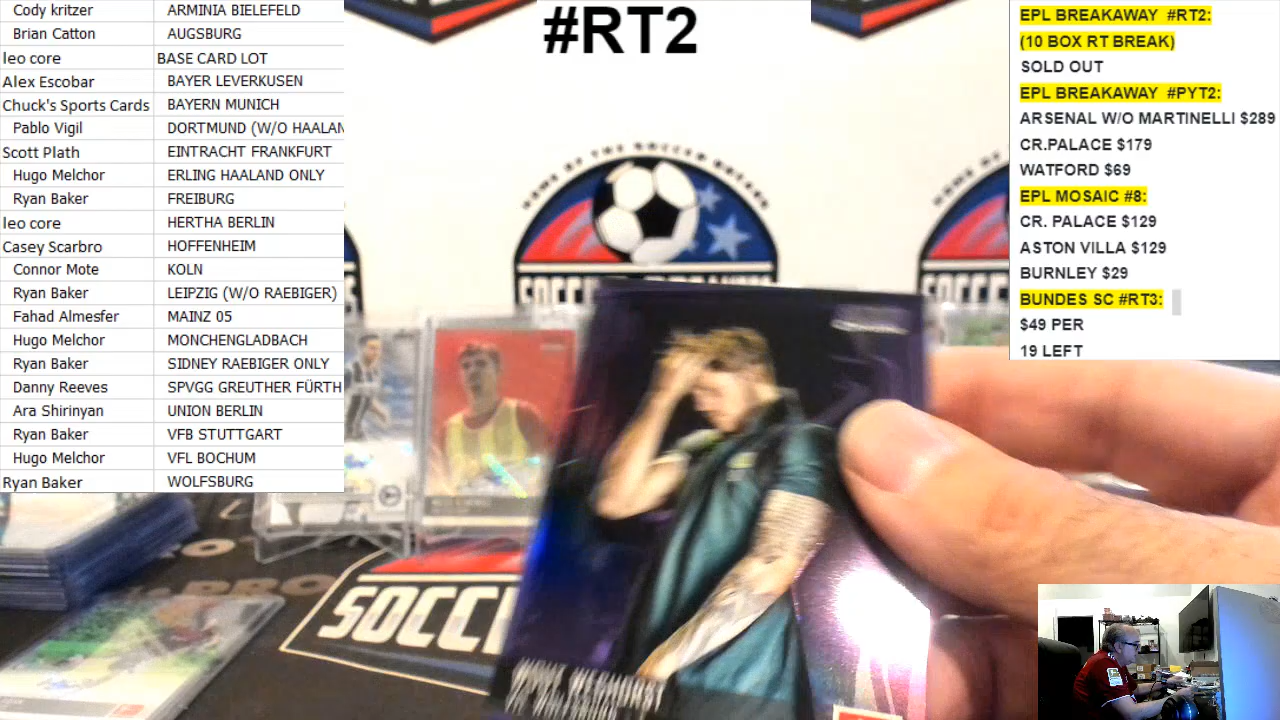 Cody kritzer ARMINIA BIELEFELD
Brian Catton AUGSBURG
leo core BASE CARD LOT
Alex Escobar BAYER LEVERKUSEN
Chuck's Sports Cards BAYERN MUNICH
Pablo Vigil DORTMUND (W/O HAALAN
Scott Plath EINTRACHT FRANKFURT
Hugo Melchor ERLING HAALAND ONLY
Ryan Baker FREIBURG
leo core HERTHA BERLIN
Casey Scarbro HOFFENHEIM
Connor Mote KOLN
Ryan Baker LEIPZIG (W/O RAEBIGER)
Fahad Almesfer MAINZ 05
Hugo Melchor MONCHENGLADBACH
Ryan Baker SIDNEY RAEBIGER ONLY
Danny Reeves SPVGG GREUTHER FÜRTH
Ara Shirinyan UNION BERLIN
Ryan Baker VFB STUTTGART
Hugo Melchor VFL BOCHUM
Ryan Baker WOLFSBURG
#RT2
HOME OF THE SOCCER BREAKS
SOCCE
WEGHORST
EPL BREAKAWAY #RT2:
(10 BOX RT BREAK)
SOLD OUT
EPL BREAKAWAY #PYT2:
ARSENAL W/O MARTINELLI $289
CR.PALACE $179
WATFORD $69
EPL MOSAIC #8:
CR. PALACE $129
ASTON VILLA $129
BURNLEY $29
BUNDES SC #RT3:
$49 PER
19 LEFT